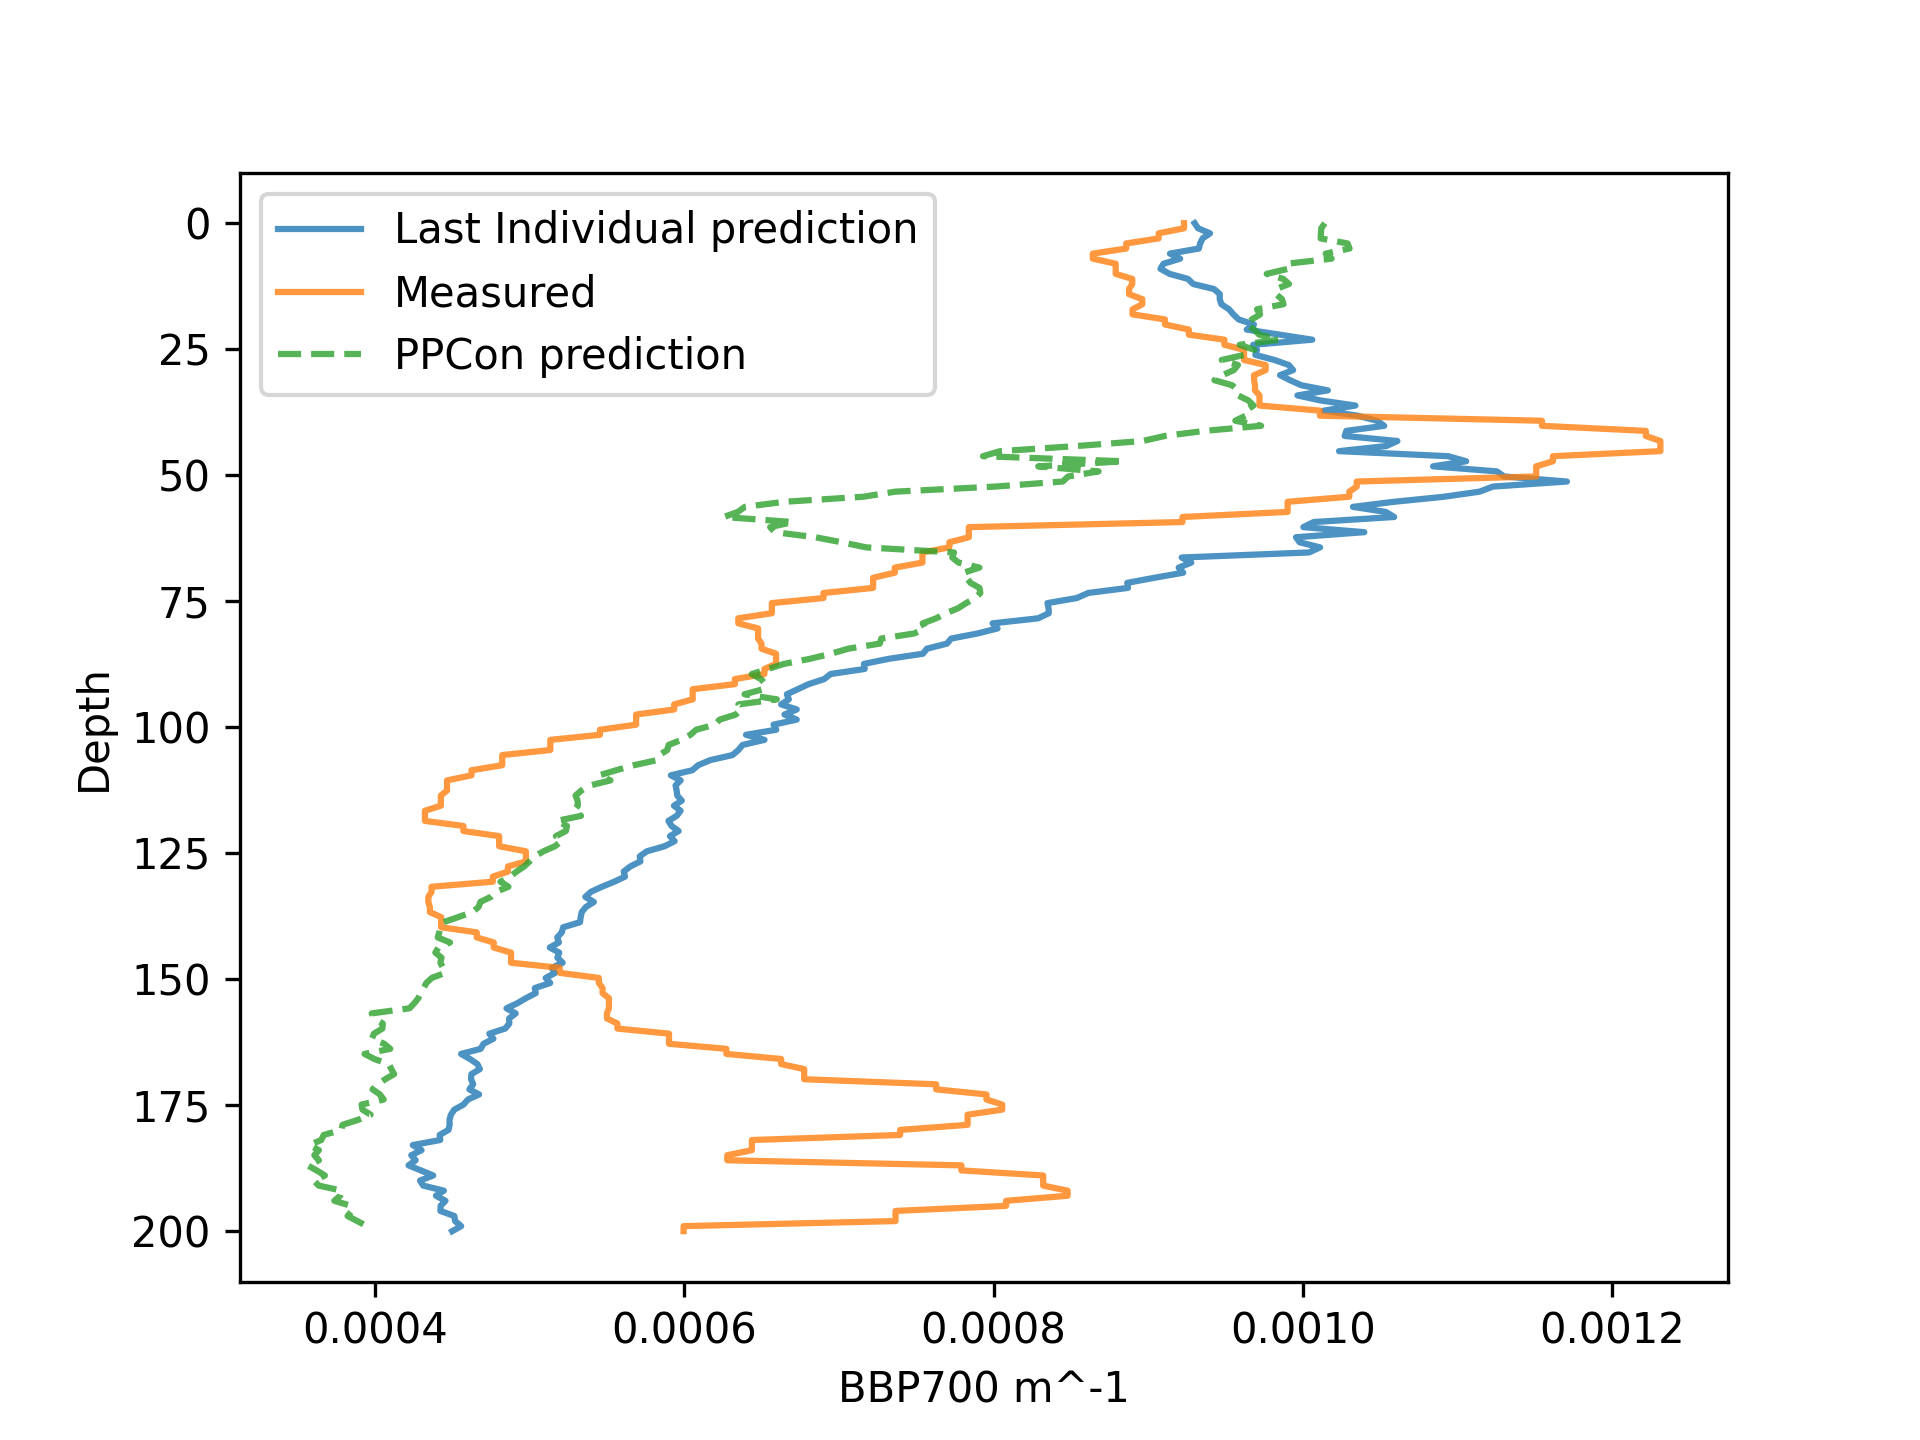 Last Individual prediction
Measured
PPCon prediction
0
25
50
75
100
125
150
175
200
Depth
0.0004 0.0006 0.0008 0.0010 0.0012
BBP700 m^-1